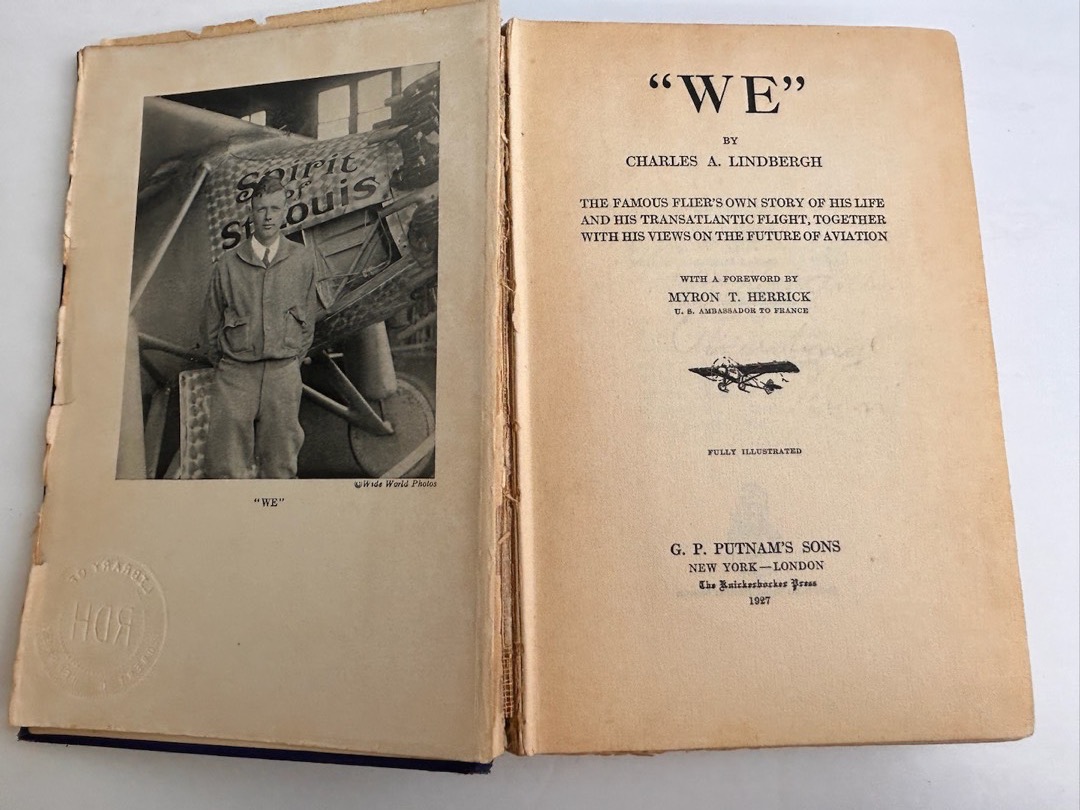 Spirit
of
St. Louis
©Wide World Photos
"WE"
LIBRARY OF
RDH
“WE”
BY
CHARLES A. LINDBERGH
THE FAMOUS FLIER'S OWN STORY OF HIS LIFE
AND HIS TRANSATLANTIC FLIGHT, TOGETHER
WITH HIS VIEWS ON THE FUTURE OF AVIATION
WITH A FOREWORD BY
MYRON T. HERRICK
U. S. AMBASSADOR TO FRANCE
FULLY ILLUSTRATED
G. P. PUTNAM'S SONS
NEW YORK—LONDON
The Knickerbocker Press
1927